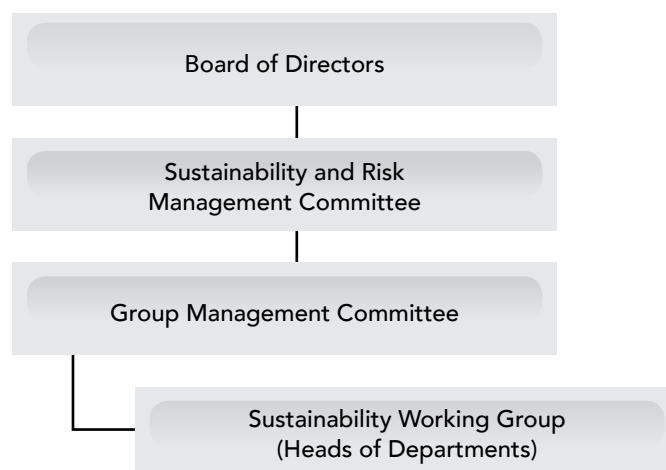 Board of Directors
Sustainability and Risk
Management Committee
Group Management Committee
Sustainability Working Group
(Heads of Departments)